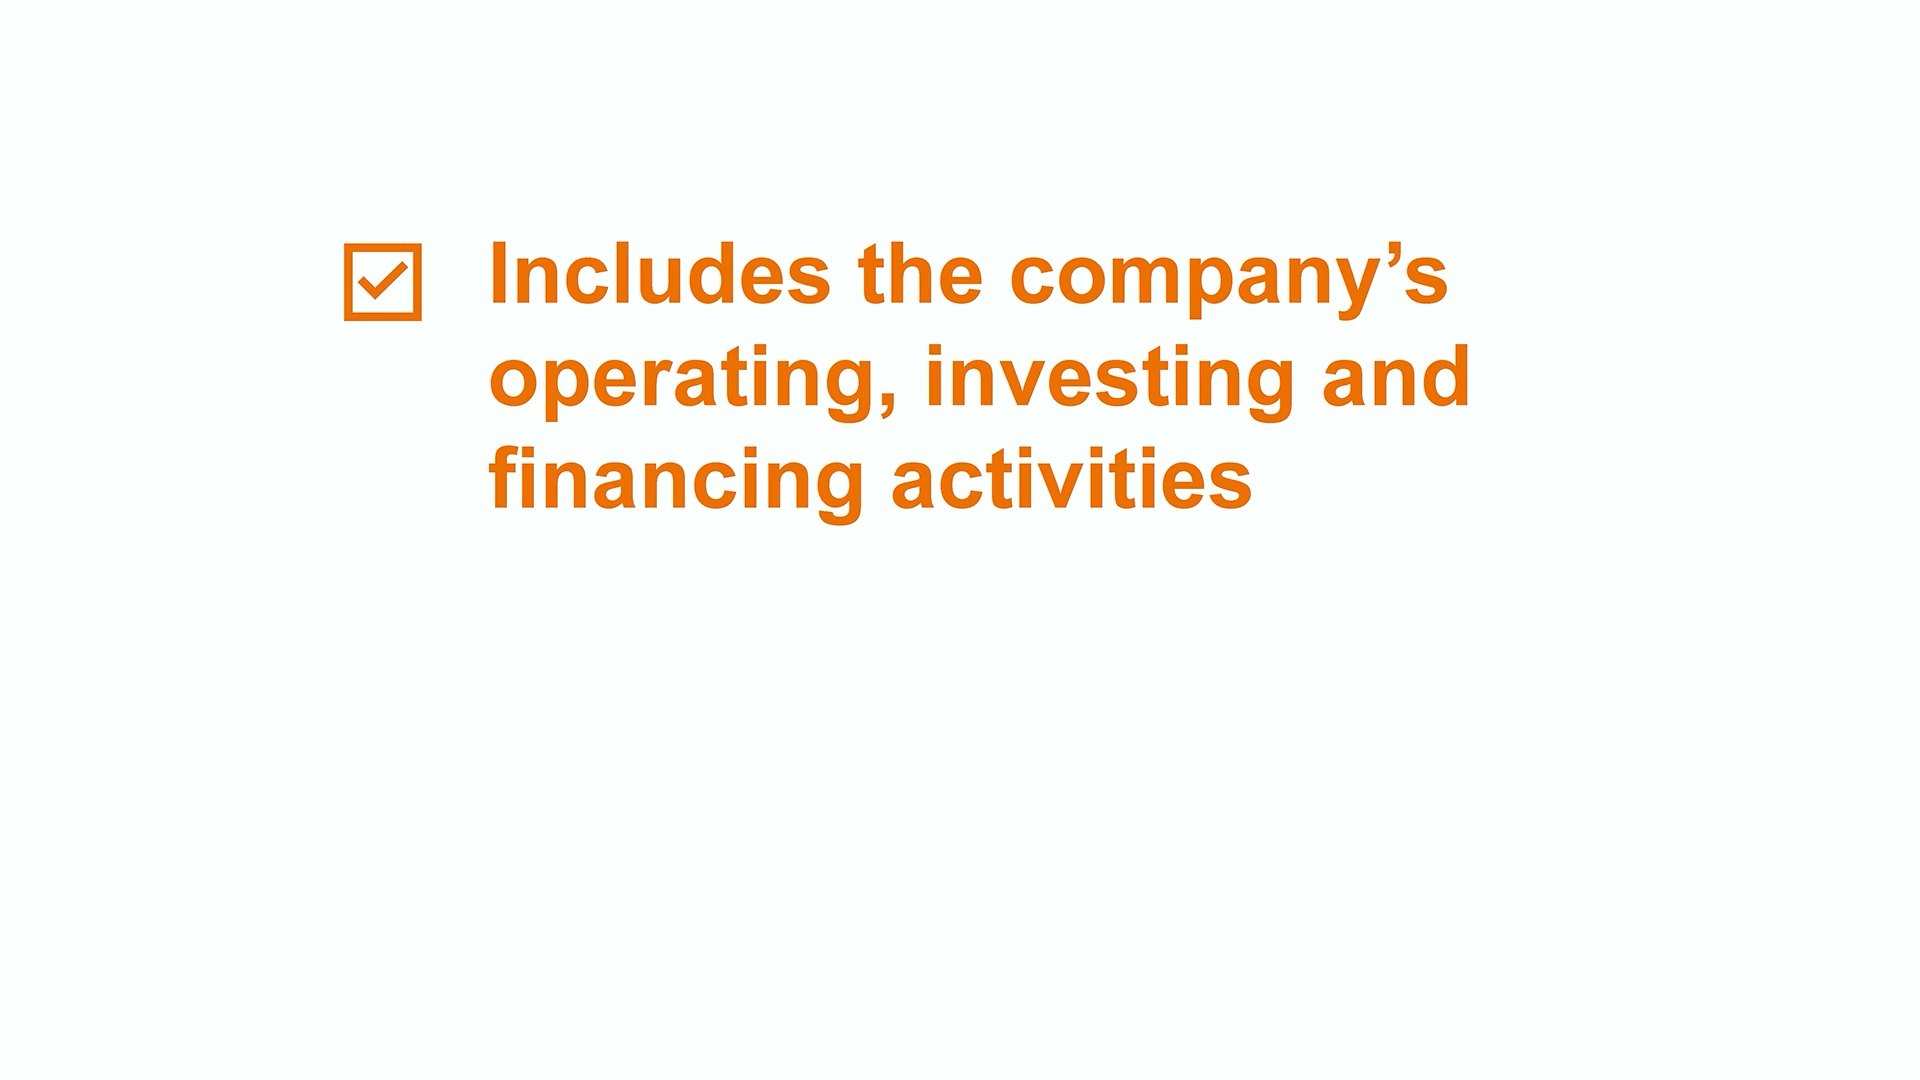 Includes the company’s
operating, investing and
financing activities